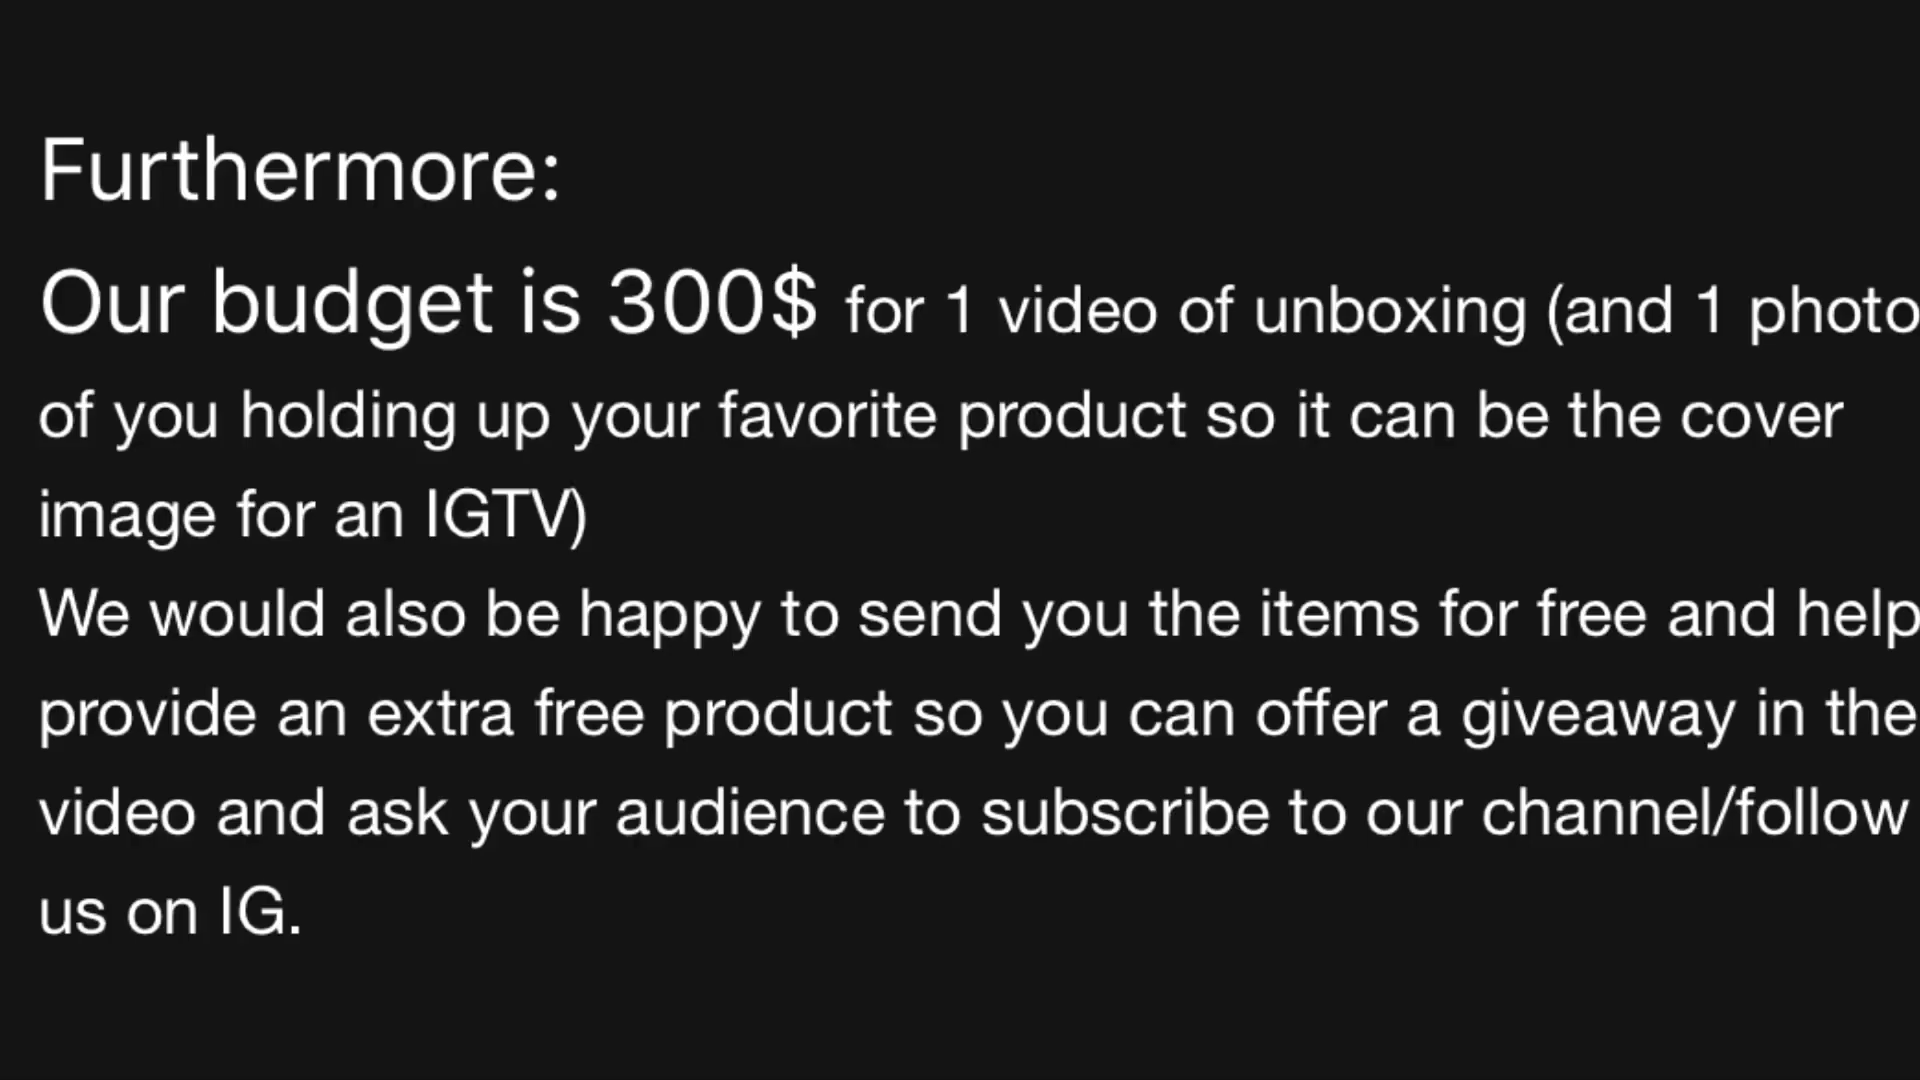 Furthermore:
Our budget is 300$ for 1 video of unboxing (and 1 photo
of you holding up your favorite product so it can be the cover
image for an IGTV)
We would also be happy to send you the items for free and help
provide an extra free product so you can offer a giveaway in the
video and ask your audience to subscribe to our channel/follow
us on IG.